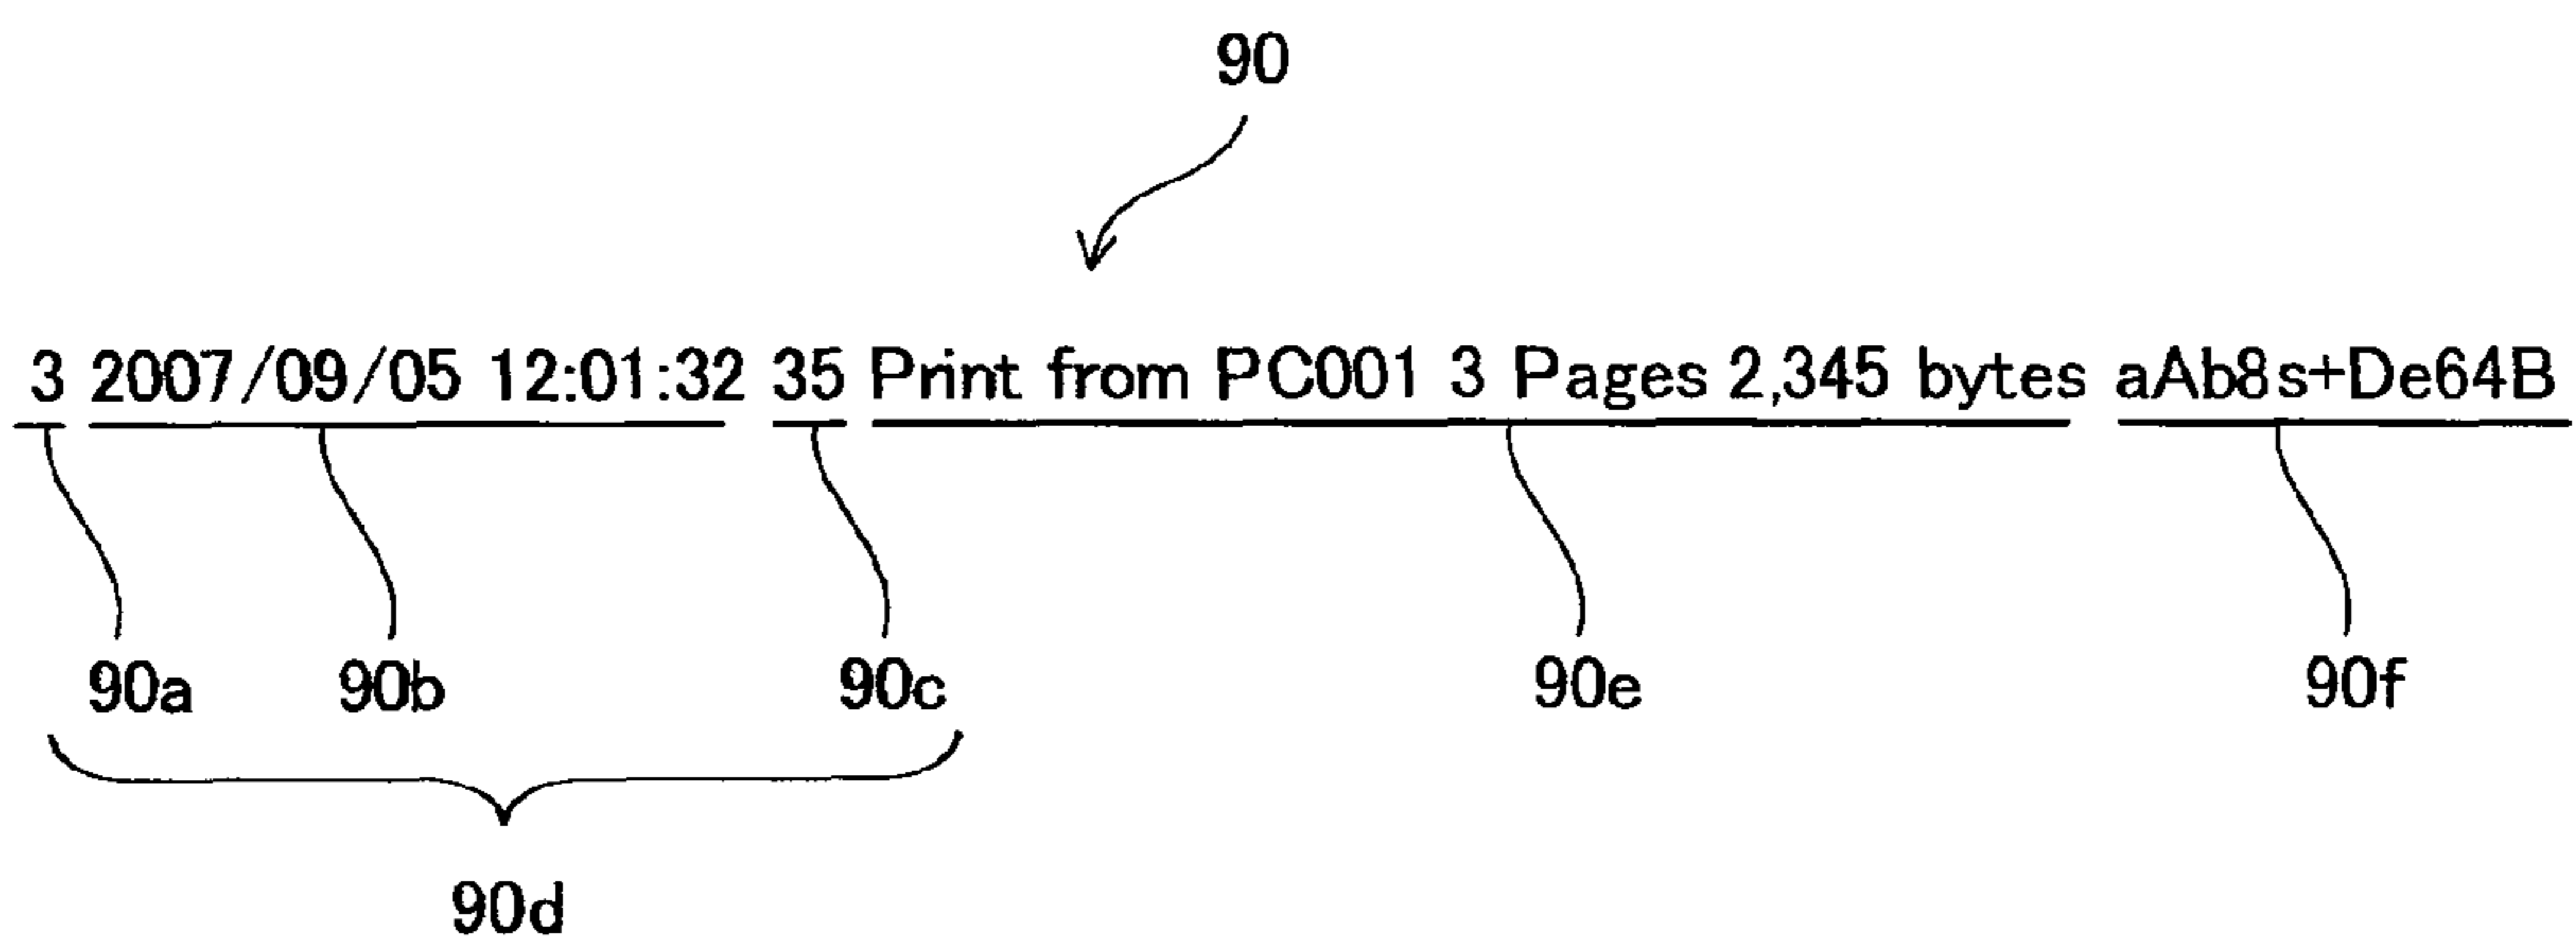 90
3 2007/09/05 12:01:32 35 Print from PC001 3 Pages 2,345 bytes aAb8s+De64B
90a 90b 90c 90e 90f
90d